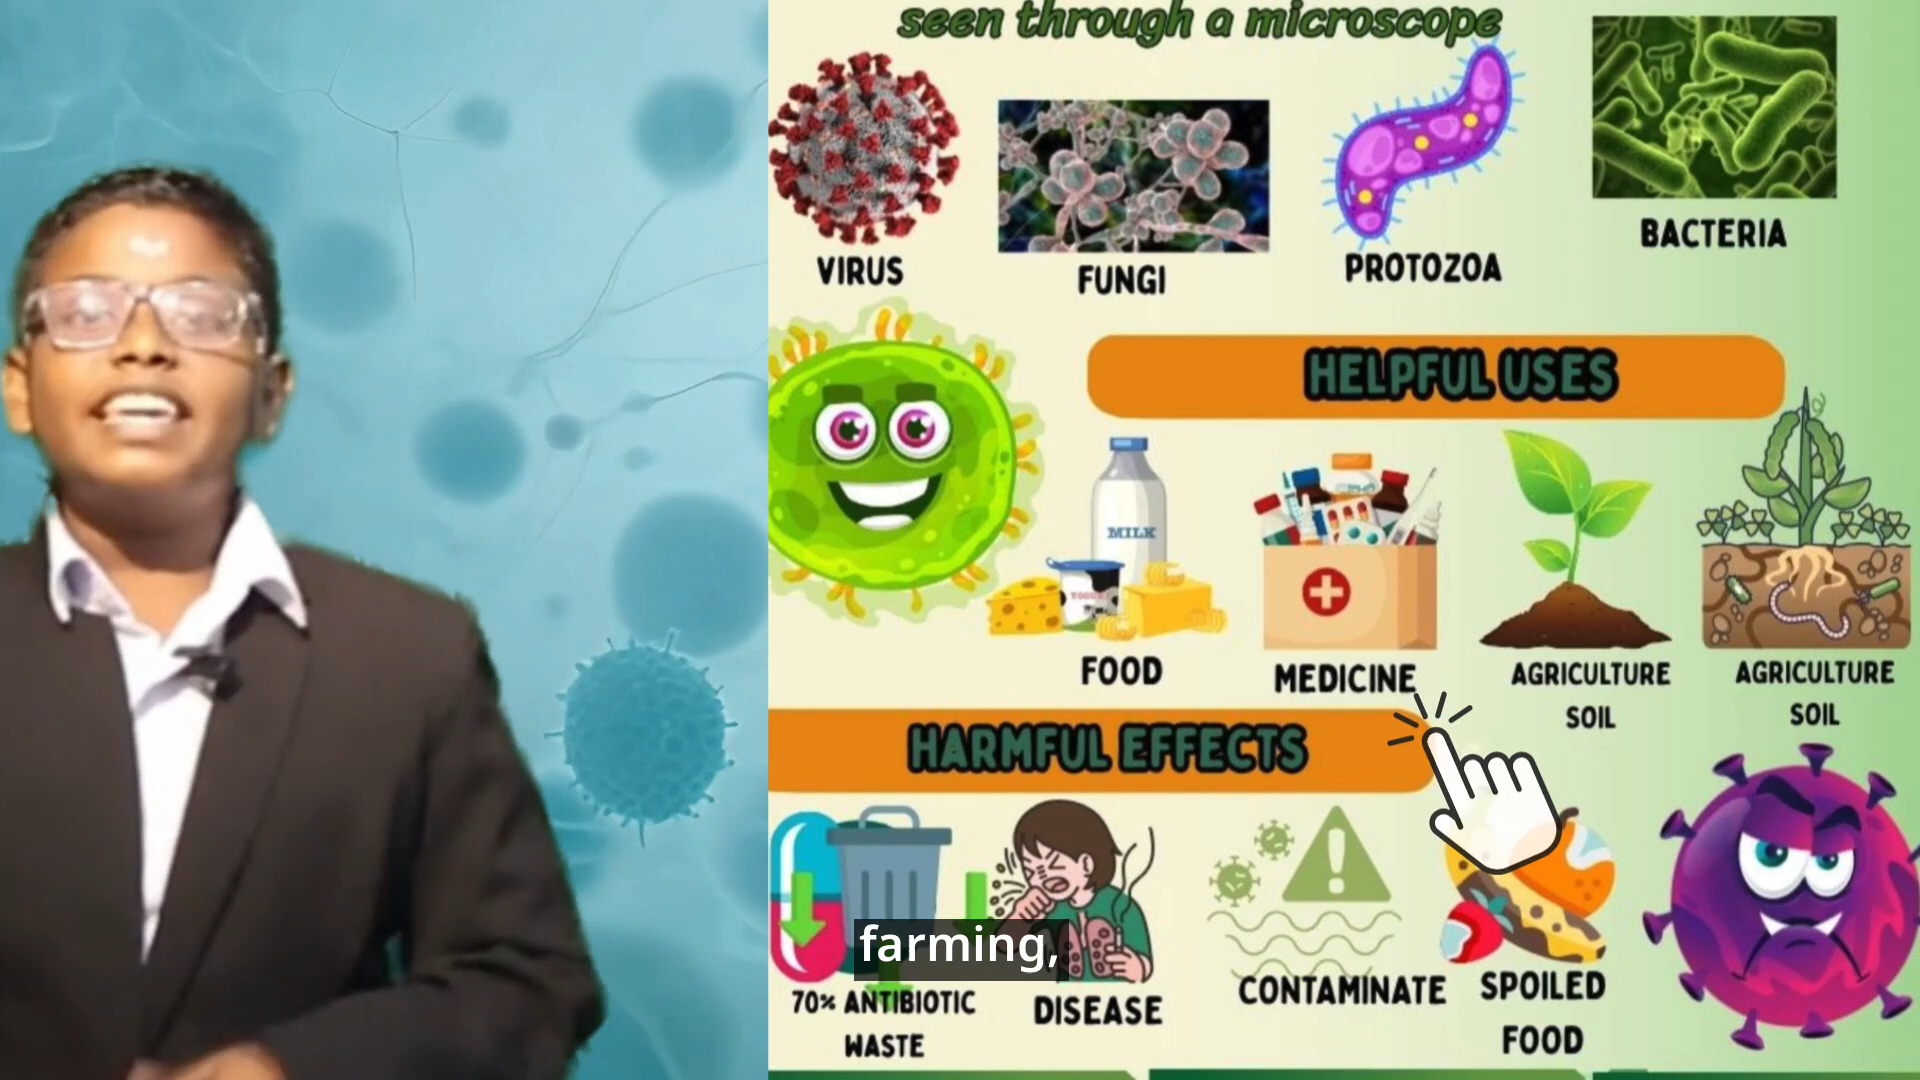 seen through a microscope
VIRUS
FUNGI
PROTOZOA
BACTERIA
HELPFUL USES
MILK
FOOD
MEDICINE
AGRICULTURE
SOIL
AGRICULTURE
SOIL
HARMFUL EFFECTS
farming,
70% ANTIBIOTIC
WASTE
DISEASE
CONTAMINATE
SPOILED
FOOD